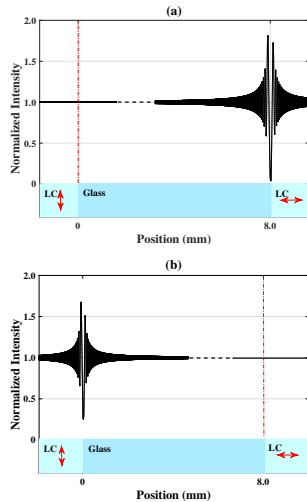 (a)
Normalized Intensity
2.0
1.5
1.0
0.5
0
LC
Glass
LC
0
8.0
Position (mm)
(b)
Normalized Intensity
2.0
1.5
1.0
0.5
0
LC
Glass
LC
0
8.0
Position (mm)